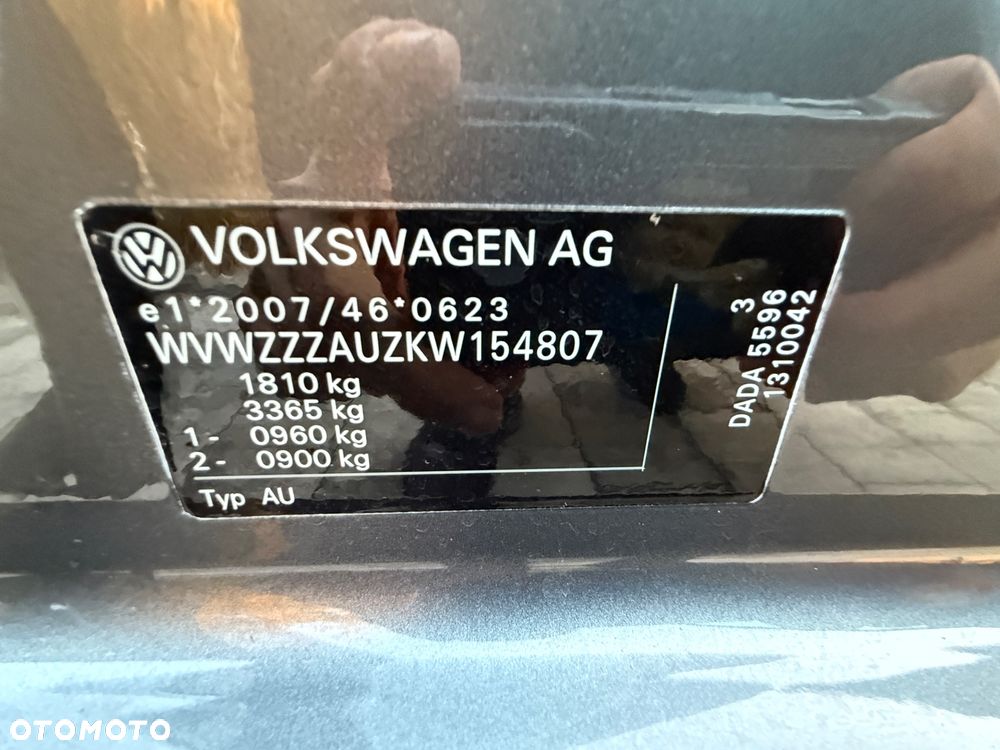 VOLKSWAGEN AG
e1*2007/46*0623
WVWZZZAUZKW154807
1810 kg
3365 kg
1- 0960 kg
2- 0900 kg
Typ AU
3
DADA 5596
1310042
OTOMOTO